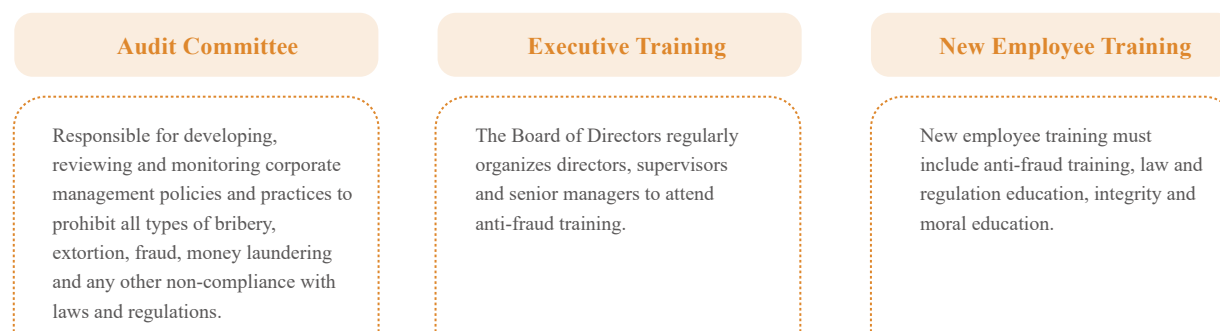 Audit Committee
Responsible for developing,
reviewing and monitoring corporate
management policies and practices to
prohibit all types of bribery,
extortion, fraud, money laundering
and any other non-compliance with
laws and regulations.
Executive Training
The Board of Directors regularly
organizes directors, supervisors
and senior managers to attend
anti-fraud training.
New Employee Training
New employee training must
include anti-fraud training, law and
regulation education, integrity and
moral education.